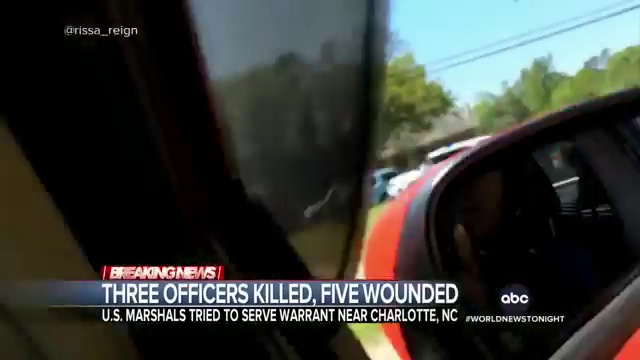 @rissa_reign
BREAKING NEWS
THREE OFFICERS KILLED, FIVE WOUNDED
abc
U.S. MARSHALS TRIED TO SERVE WARRANT NEAR CHARLOTTE, NC
#WORLDNEWSTONIGHT